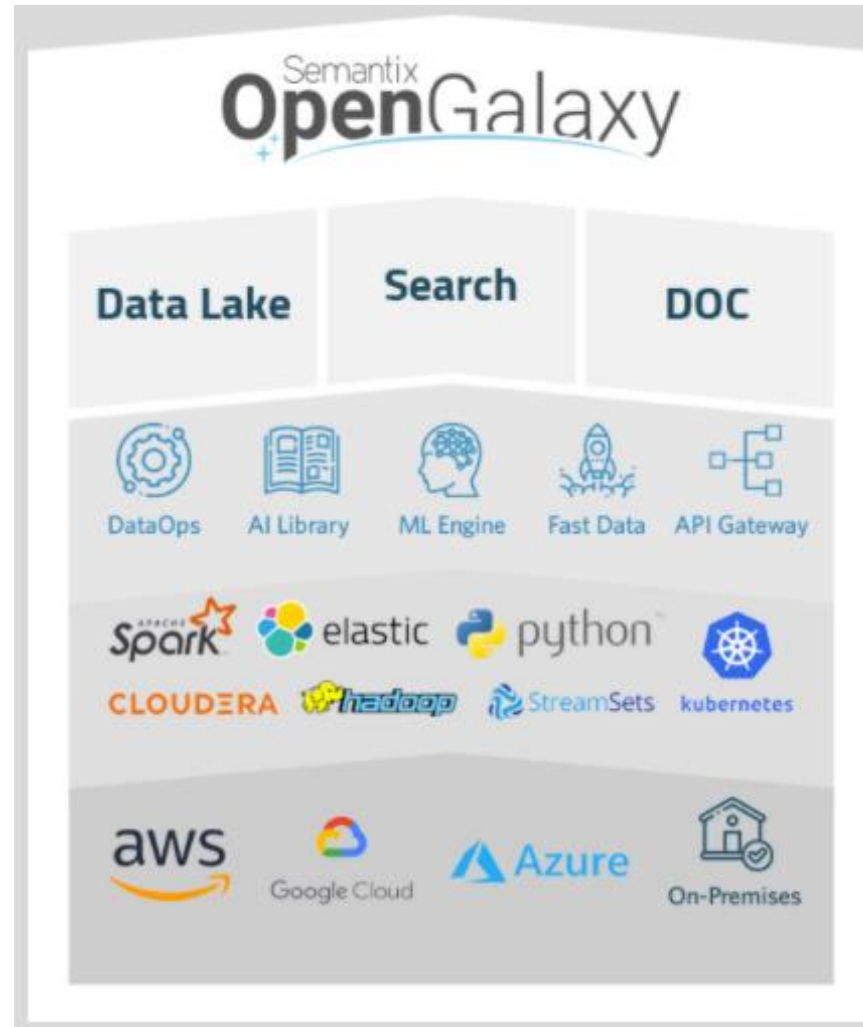 Semantix
OpenGalaxy
Data Lake
Search
DOC
DataOps
AI Library
ML Engine
Fast Data
API Gateway
APACHE
Spark
elastic
python
kubernetes
CLOUDERA
hadoop
StreamSets
aws
Google Cloud
Azure
On-Premises